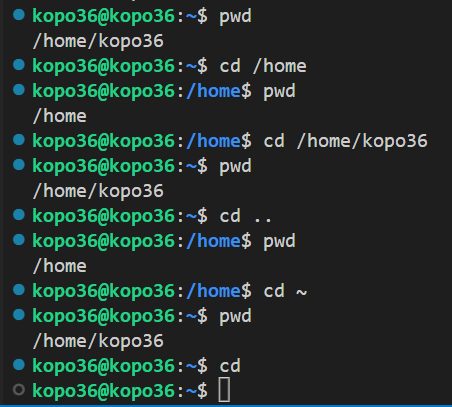 kopo36@kopo36:~$ pwd
/home/kopo36
kopo36@kopo36:~$ cd /home
kopo36@kopo36:/home$ pwd
/home
kopo36@kopo36:/home$ cd /home/kopo36
kopo36@kopo36:~$ pwd
/home/kopo36
kopo36@kopo36:~$ cd ..
kopo36@kopo36:/home$ pwd
/home
kopo36@kopo36:/home$ cd ~
kopo36@kopo36:~$ pwd
/home/kopo36
kopo36@kopo36:~$ cd
kopo36@kopo36:~$